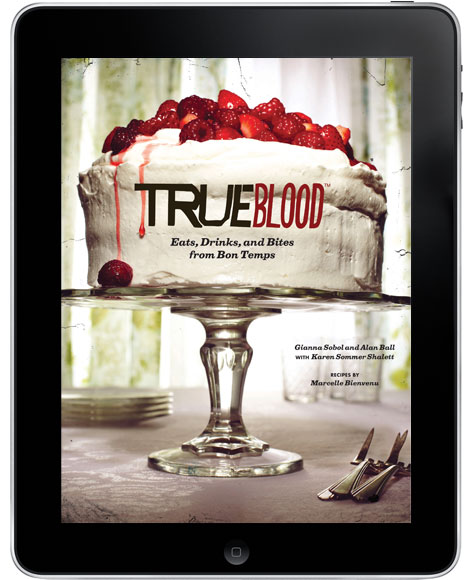 TRUEBLOOD™
Eats, Drinks, and Bites
from Bon Temps
Gianna Sobol and Alan Ball
WITH Karen Sommer Shalett
RECIPES BY
Marcelle Bienvenu